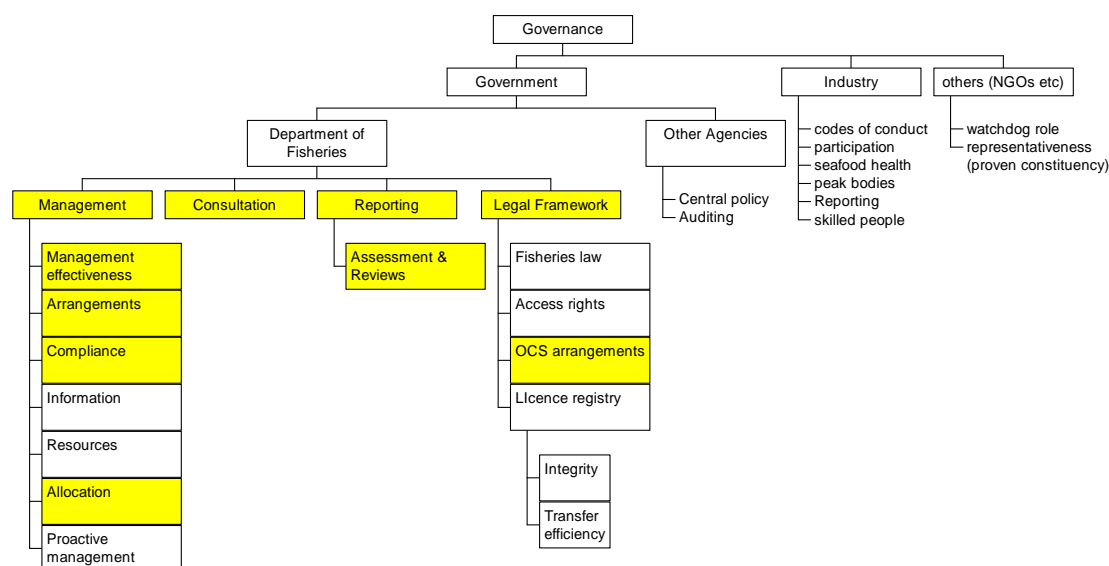 Governance
Government
Industry
others (NGOs etc)
Department of
Fisheries
Other Agencies
codes of conduct
participation
seafood health
peak bodies
Reporting
skilled people
watchdog role
representativeness
(proven constituency)
Central policy
Auditing
Management
Consultation
Reporting
Legal Framework
Management
effectiveness
Arrangements
Compliance
Information
Resources
Allocation
Proactive
management
Assessment &
Reviews
Fisheries law
Access rights
OCS arrangements
LIcence registry
Integrity
Transfer
efficiency